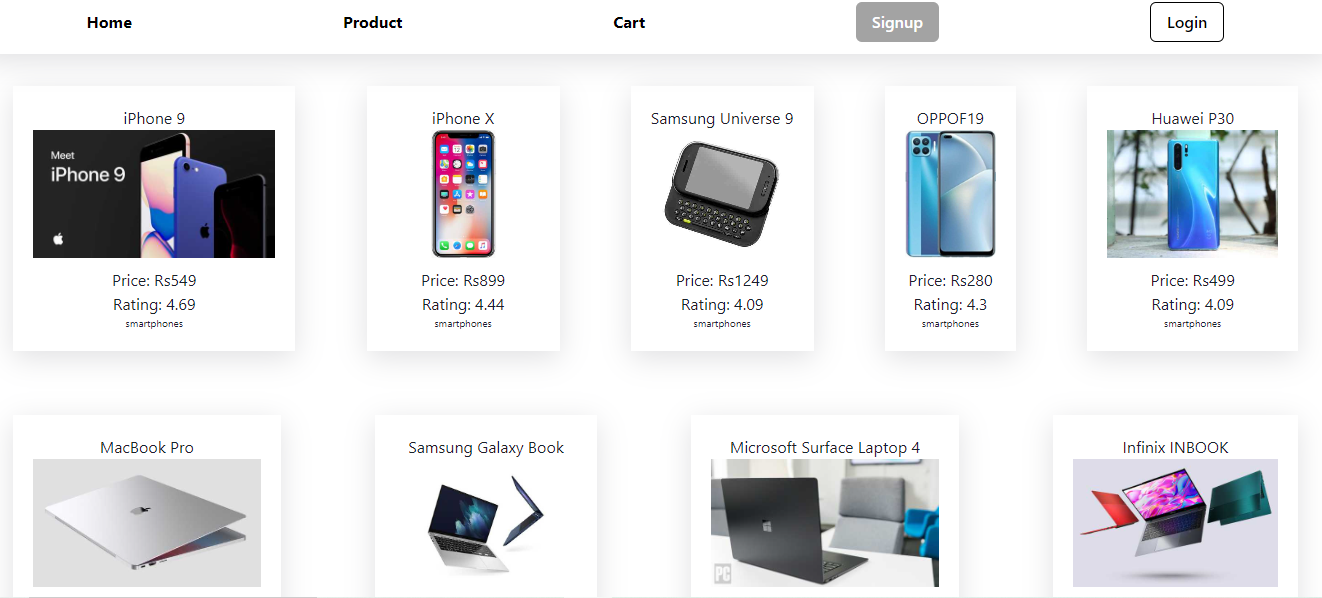 Home Product Cart Signup Login
iPhone 9 iPhone X Samsung Universe 9 OPPOF19 Huawei P30
Meet
iPhone 9
Price: Rs549 Price: Rs899 Price: Rs1249 Price: Rs280 Price: Rs499
Rating: 4.69 Rating: 4.44 Rating: 4.09 Rating: 4.3 Rating: 4.09
smartphones smartphones smartphones smartphones smartphones
MacBook Pro Samsung Galaxy Book Microsoft Surface Laptop 4 Infinix INBOOK
PC